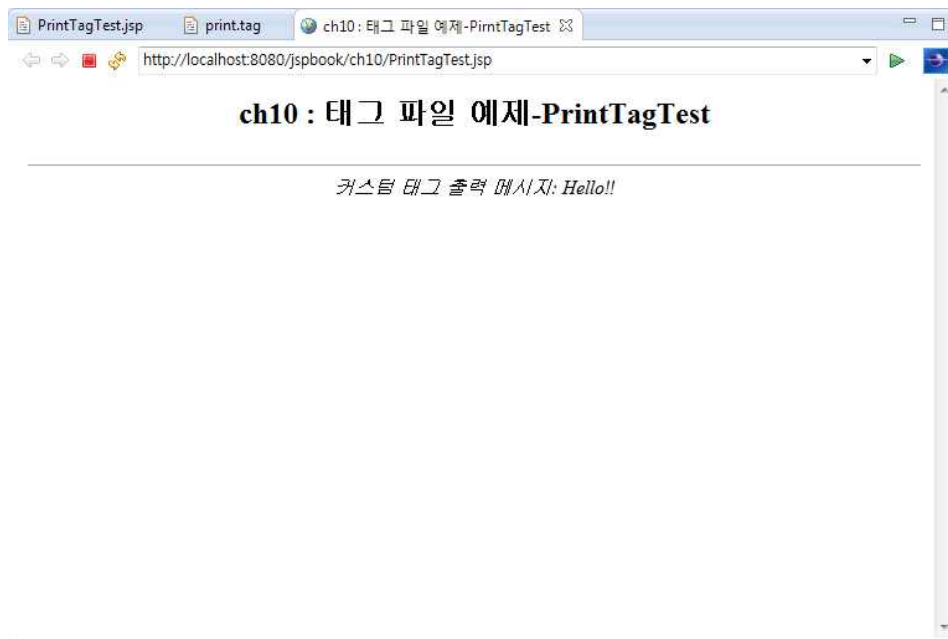 PrintTagTest.jsp print.tag ch10 : 태그 파일 예제-PirntTagTest
http://localhost:8080/jspbook/ch10/PrintTagTest.jsp
ch10 : 태그 파일 예제-PrintTagTest
커스텀 태그 출력 메시지: Hello!!